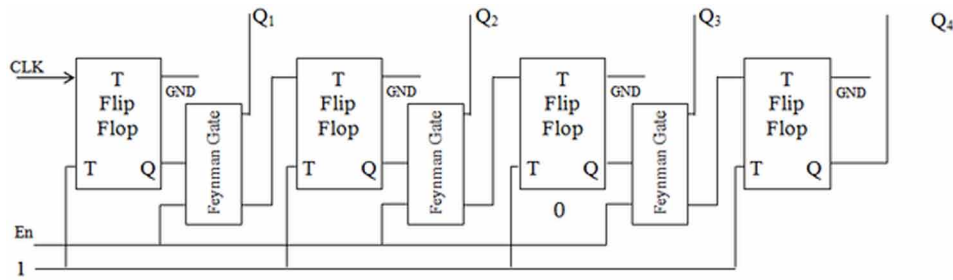 Q1 Q2 Q3 Q4
CLK
T Flip Flop T Q
GND
Feynman Gate
T Flip Flop T Q
GND
Feynman Gate
T Flip Flop T Q
GND
Feynman Gate
T Flip Flop T Q
GND
0
En
1